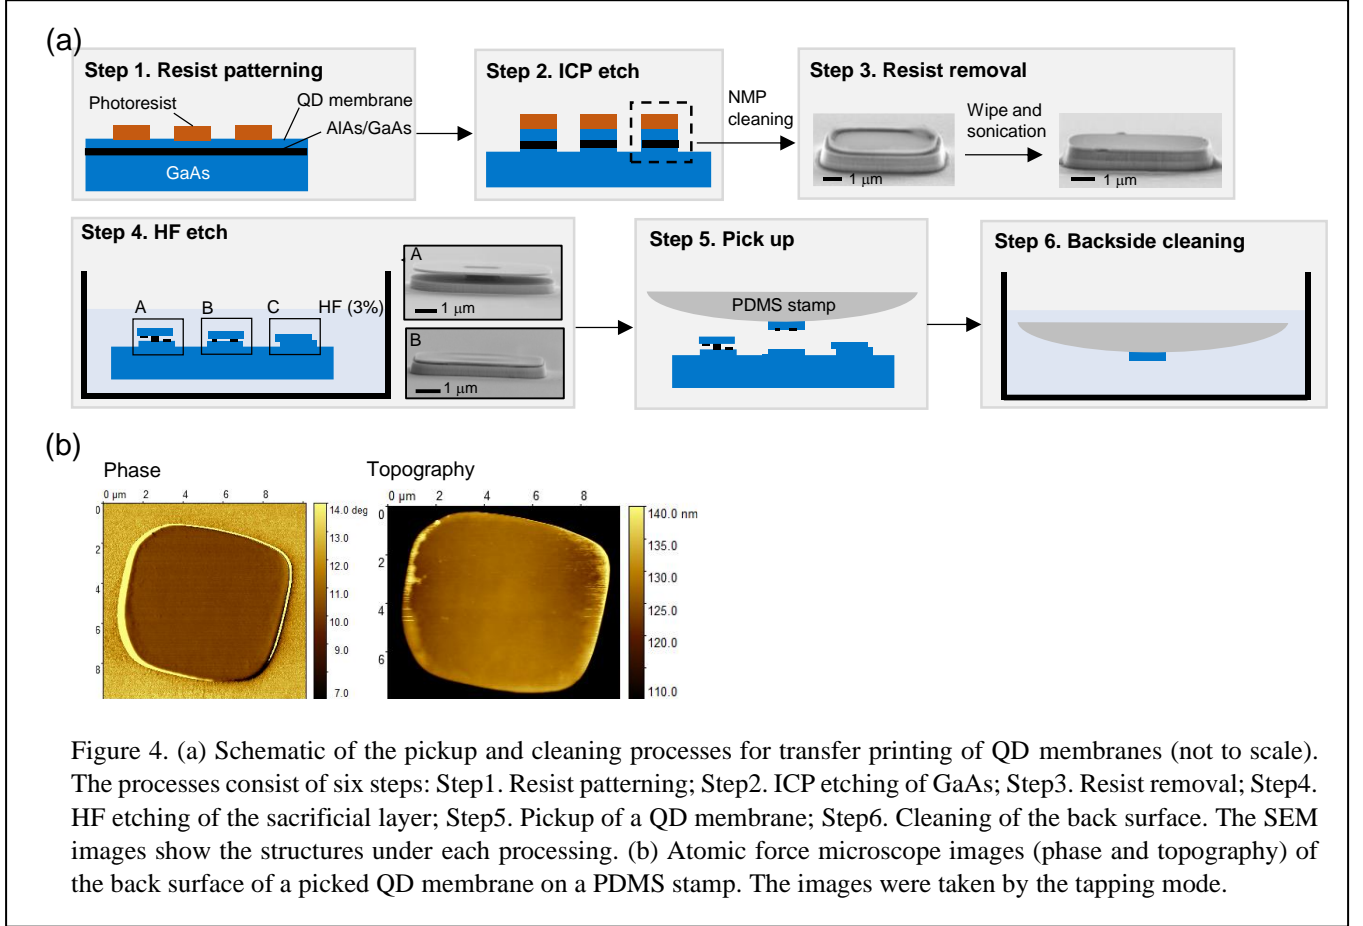 (a)
Step 1. Resist patterning
Photoresist
QD membrane
AlAs/GaAs
GaAs
Step 2. ICP etch
NMP
cleaning
Step 3. Resist removal
Wipe and
sonication
1 μm
1 μm
Step 4. HF etch
A
B
C
HF (3%)
A
1 μm
B
1 μm
Step 5. Pick up
PDMS stamp
Step 6. Backside cleaning
(b)
Phase
0 μm 2 4 6 8
0
2
4
6
8
14.0 deg
12.0
11.0
10.0
9.0
8.0
7.0
Topography
0 μm 2 4 6 8
0
2
4
6
140.0 nm
135.0
130.0
125.0
120.0
110.0
Figure 4. (a) Schematic of the pickup and cleaning processes for transfer printing of QD membranes (not to scale).
The processes consist of six steps: Step1. Resist patterning; Step2. ICP etching of GaAs; Step3. Resist removal; Step4.
HF etching of the sacrificial layer; Step5. Pickup of a QD membrane; Step6. Cleaning of the back surface. The SEM
images show the structures under each processing. (b) Atomic force microscope images (phase and topography) of
the back surface of a picked QD membrane on a PDMS stamp. The images were taken by the tapping mode.